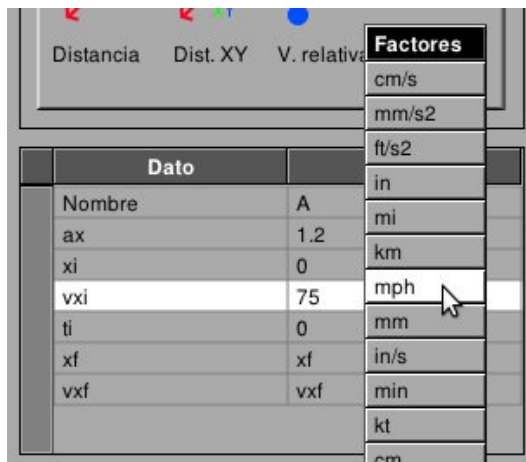 Distancia Dist. XY V. relativa
Factores
cm/s
mm/s2
ft/s2
in
mi
km
mph
mm
in/s
min
kt
cm
Dato
Nombre A
ax 1.2
xi 0
vxi 75
ti 0
xf xf
vxf vxf